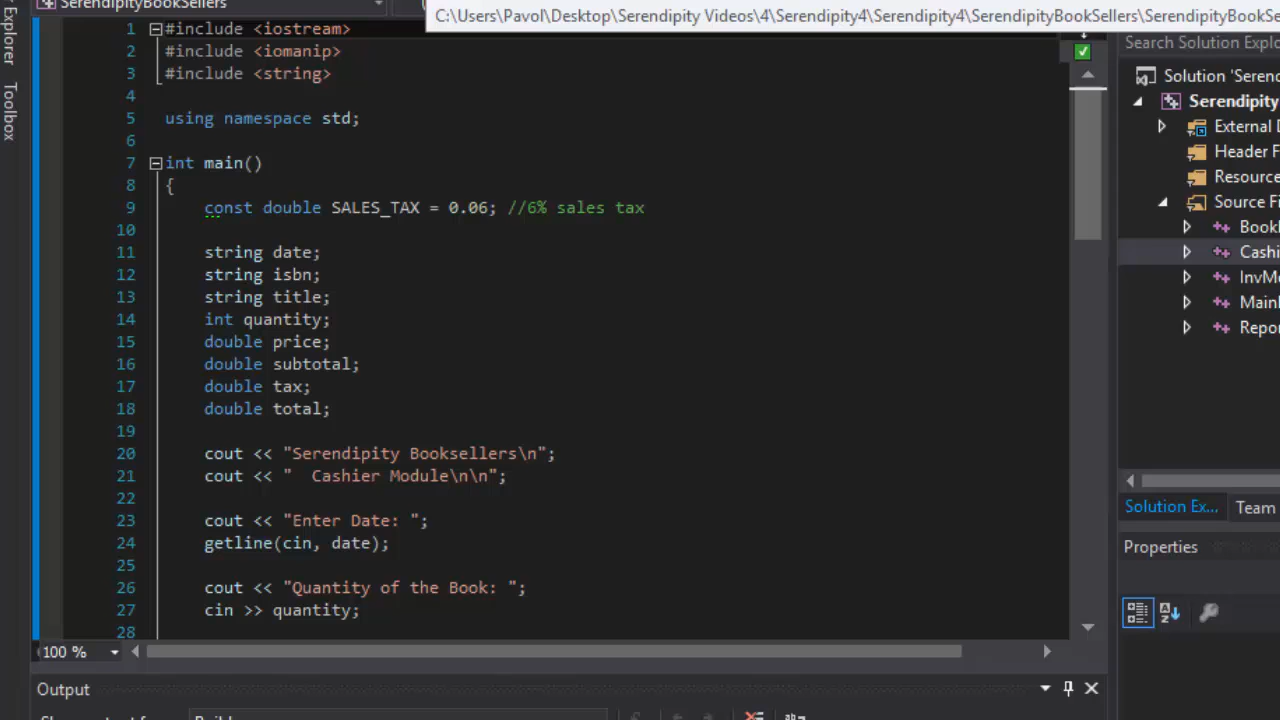 SerendipityBookSellers
C:\Users\Pavol\Desktop\Serendipity Videos\4\Serendipity4\Serendipity4\SerendipityBookSellers\SerendipityBookSe
Explorer
Toolbox
1 #include <iostream>
2 #include <iomanip>
3 #include <string>
4
5 using namespace std;
6
7 int main()
8 {
9 const double SALES_TAX = 0.06; //6% sales tax
10
11 string date;
12 string isbn;
13 string title;
14 int quantity;
15 double price;
16 double subtotal;
17 double tax;
18 double total;
19
20 cout << "Serendipity Booksellers\n";
21 cout << "  Cashier Module\n\n";
22
23 cout << "Enter Date: ";
24 getline(cin, date);
25
26 cout << "Quantity of the Book: ";
27 cin >> quantity;
28
100 %
Output
Search Solution Explo
Solution 'Seren
Serendipity
External D
Header F
Resource
Source Fi
Bookl
Cashi
InvMe
Mainl
Repor
Solution Ex...
Team
Properties